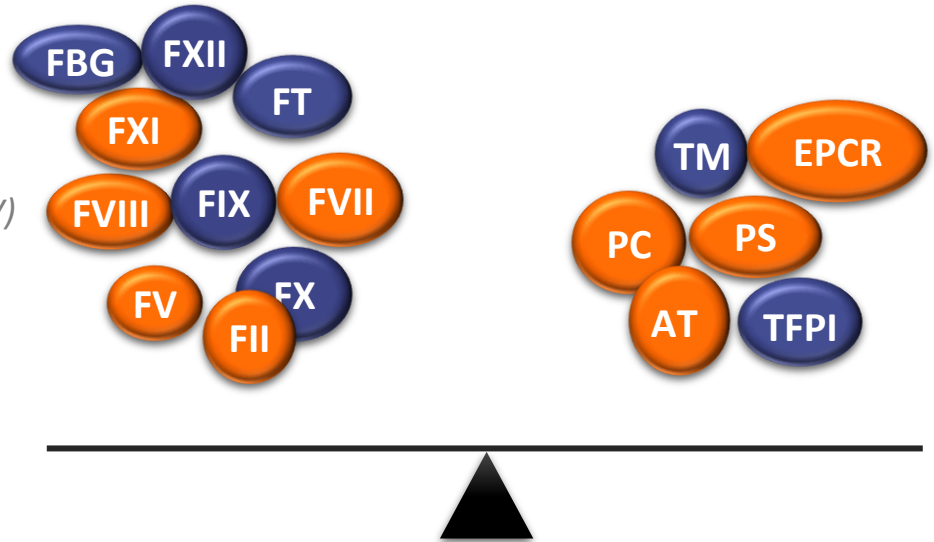 FBG
FXII
FT
FXI
FVIII
FIX
FVII
FV
FX
FII
TM
EPCR
PC
PS
AT
TFPI